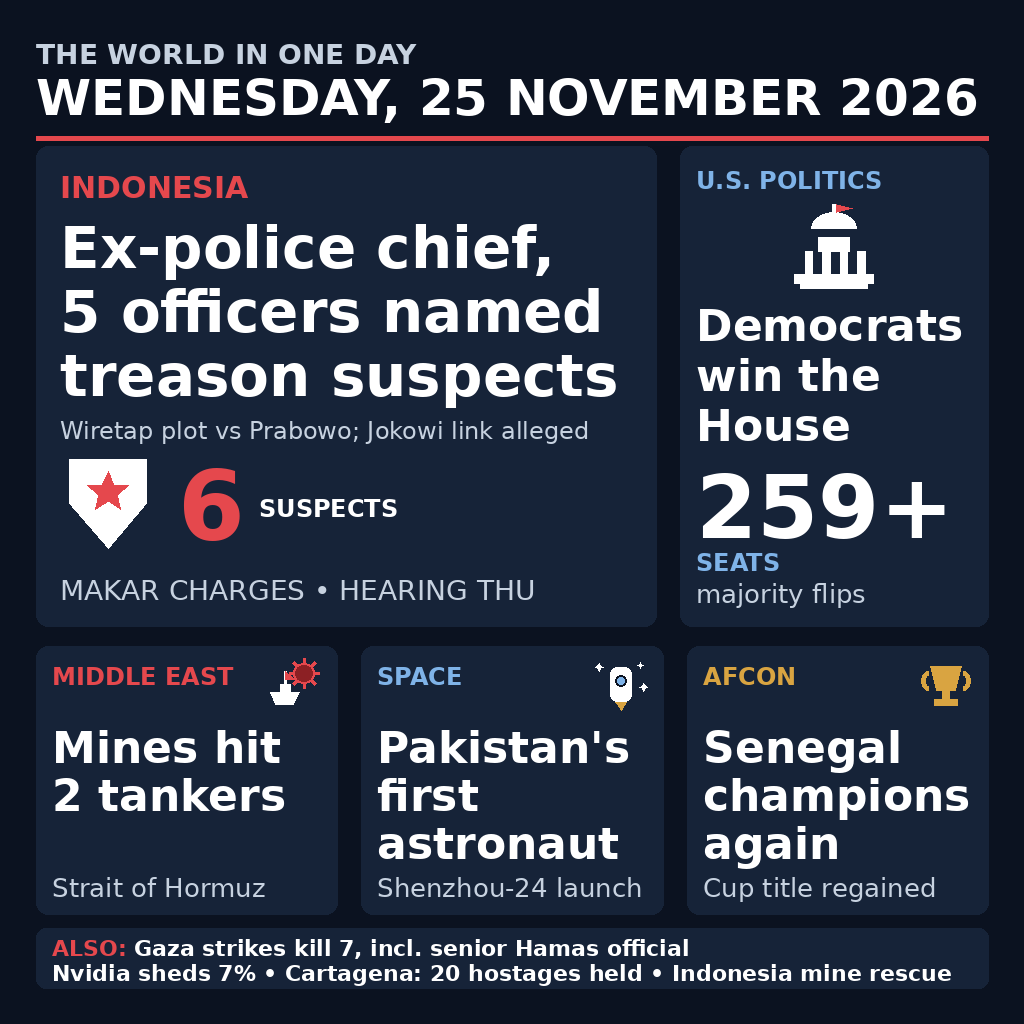 THE WORLD IN ONE DAY
WEDNESDAY, 25 NOVEMBER 2026
INDONESIA
Ex-police chief,
5 officers named
treason suspects
Wiretap plot vs Prabowo; Jokowi link alleged
6 SUSPECTS
MAKAR CHARGES • HEARING THU
U.S. POLITICS
Democrats
win the
House
259+
SEATS
majority flips
MIDDLE EAST
Mines hit
2 tankers
Strait of Hormuz
SPACE
Pakistan's
first
astronaut
Shenzhou-24 launch
AFCON
Senegal
champions
again
Cup title regained
ALSO: Gaza strikes kill 7, incl. senior Hamas official
Nvidia sheds 7% • Cartagena: 20 hostages held • Indonesia mine rescue